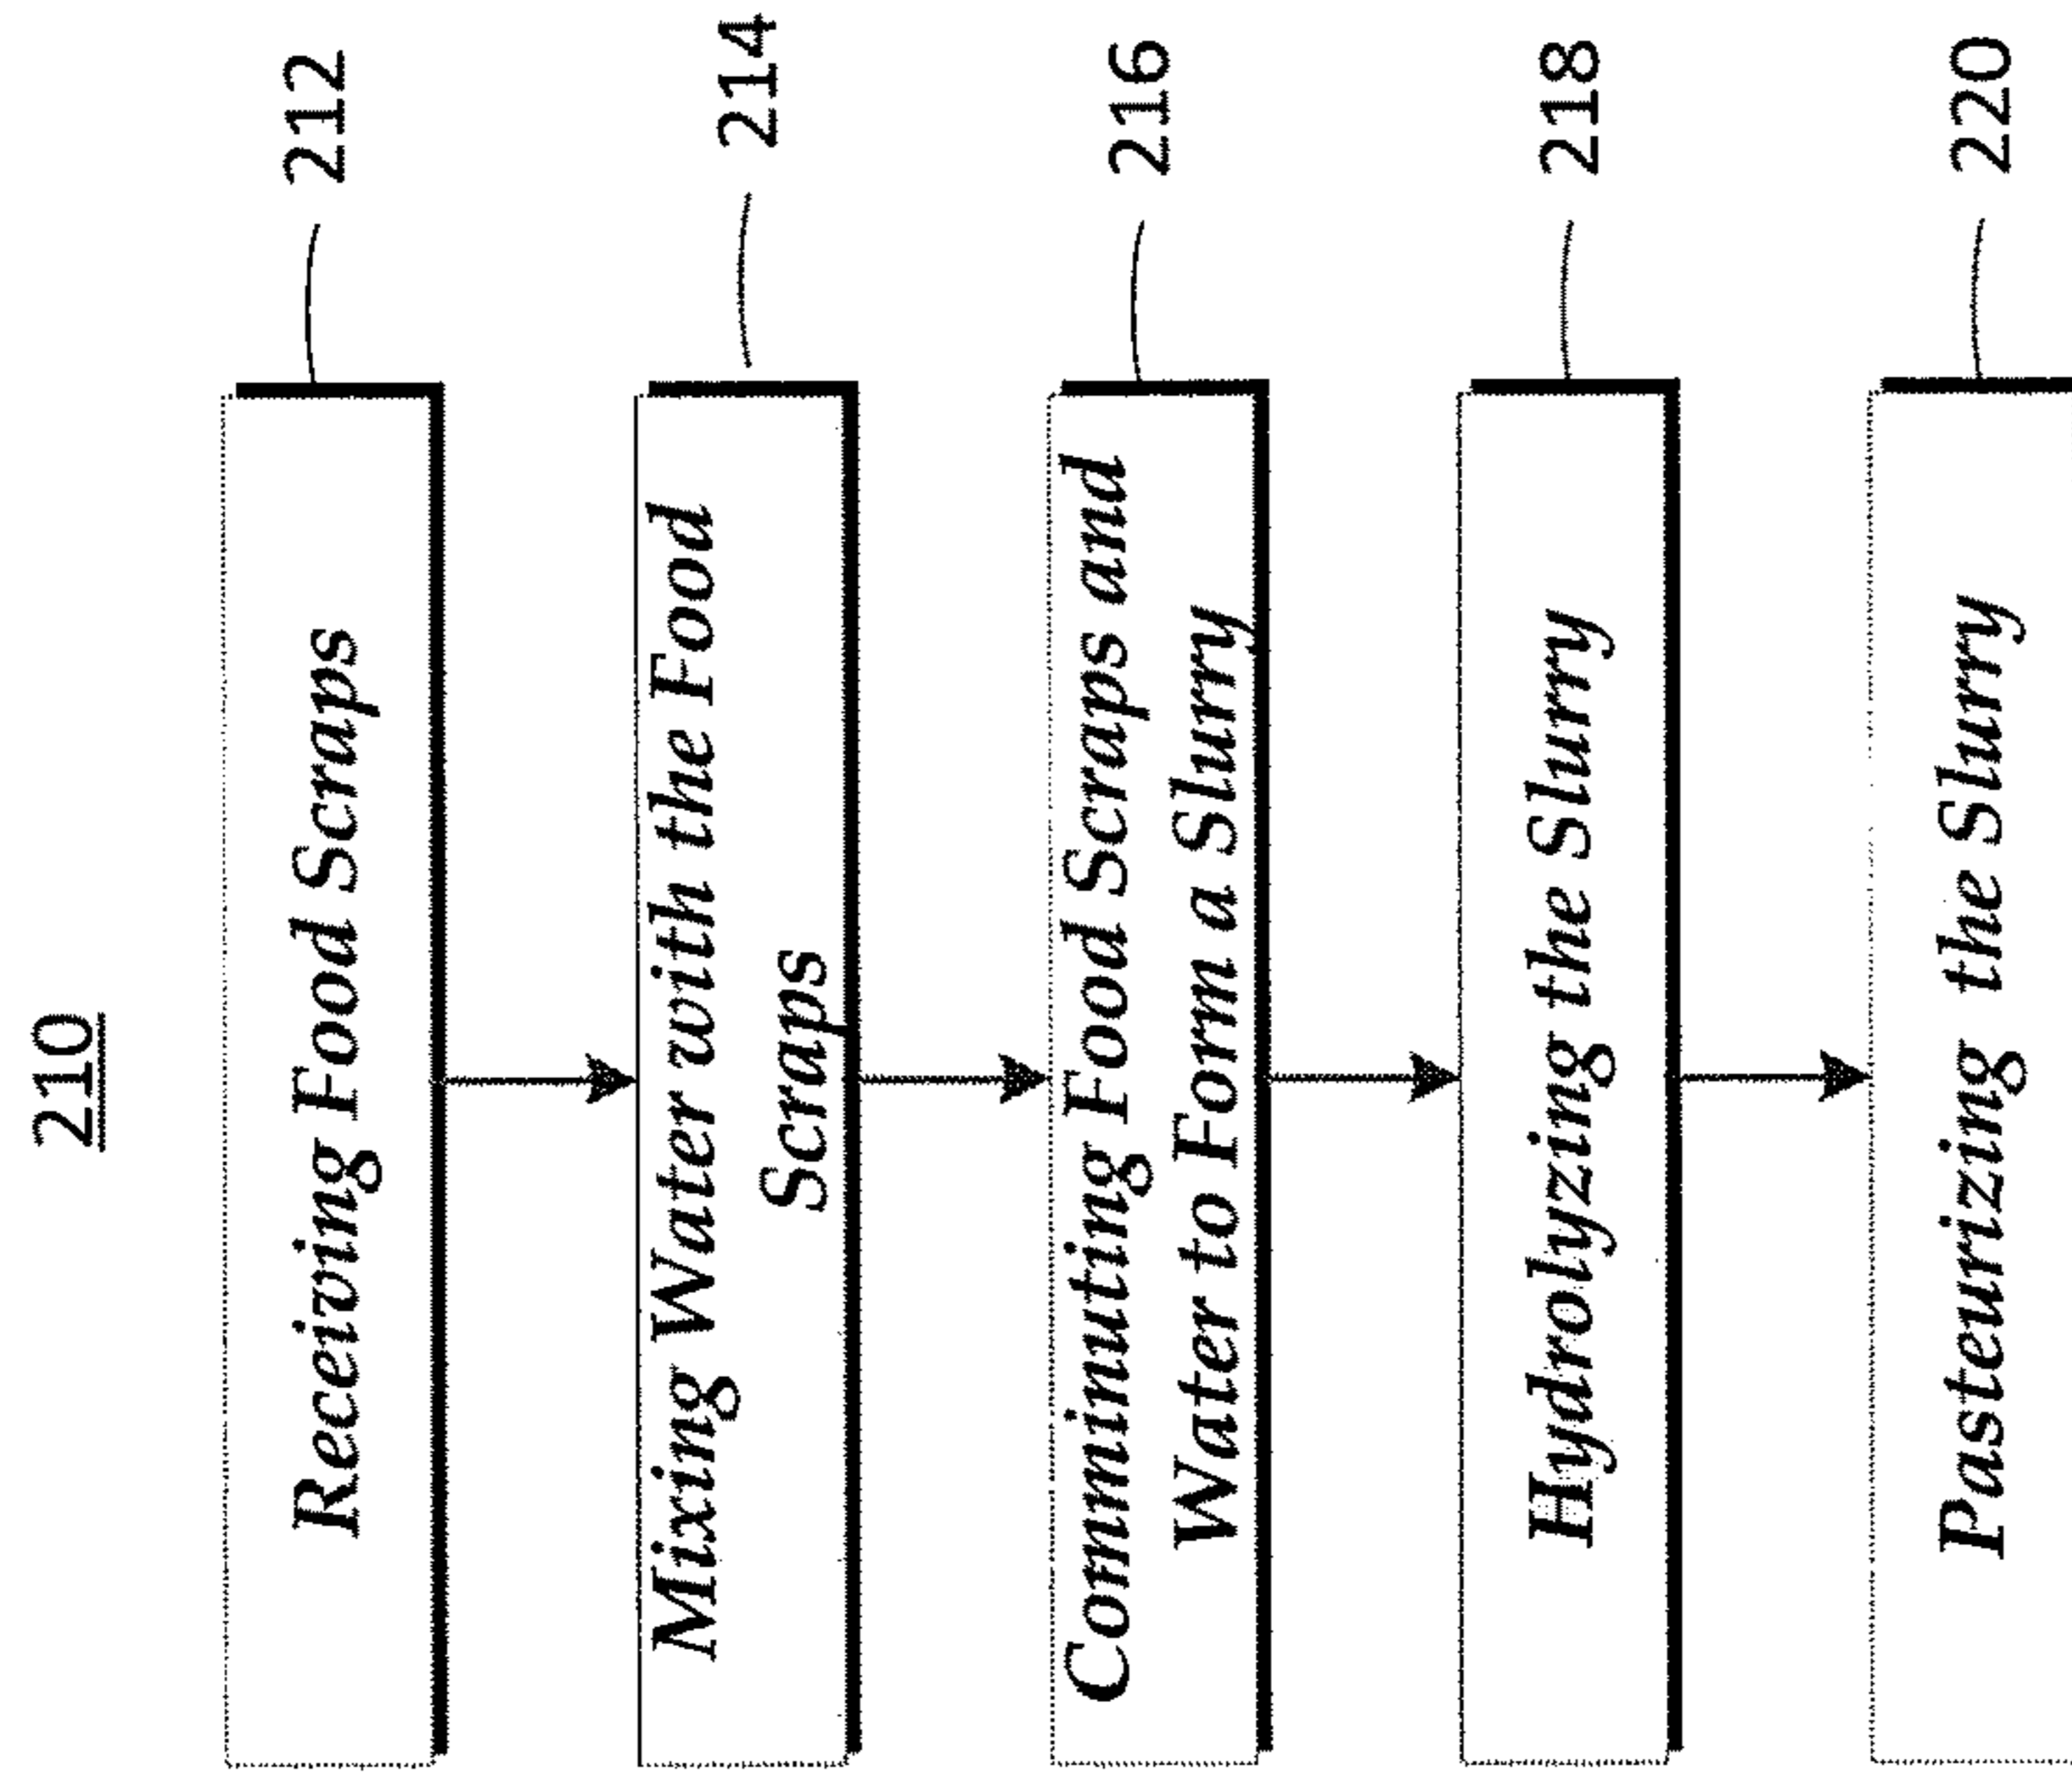 210
Receiving Food Scraps
212
Mixing Water with the Food
Scraps
214
Comminuting Food Scraps and
Water to Form a Slurry
216
Hydrolyzing the Slurry
218
Pasteurizing the Slurry
220